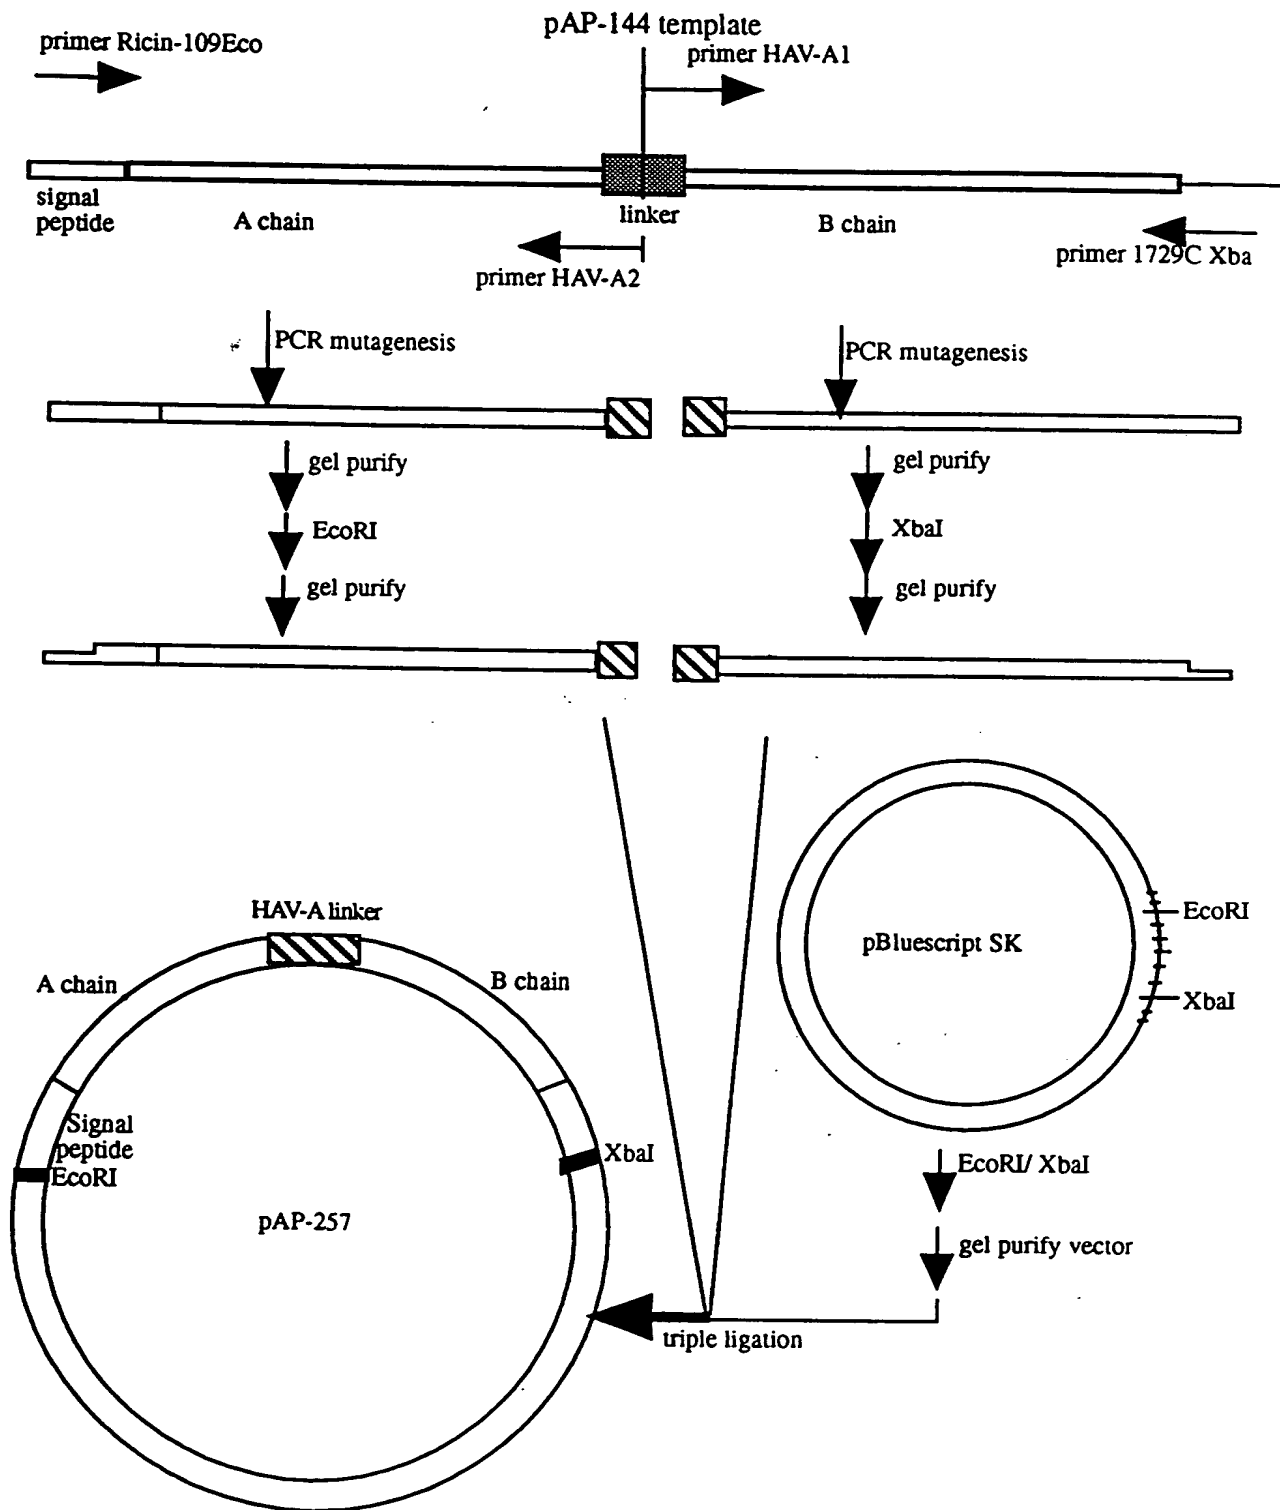 pAP-144 template
primer Ricin-109Eco
primer HAV-A1
signal
peptide
A chain
linker
B chain
primer HAV-A2
primer 1729C Xba
PCR mutagenesis
PCR mutagenesis
gel purify
gel purify
EcoRI
XbaI
gel purify
gel purify
HAV-A linker
A chain
B chain
pBluescript SK
EcoRI
XbaI
Signal
peptide
EcoRI
XbaI
pAP-257
EcoRI/ XbaI
gel purify vector
triple ligation